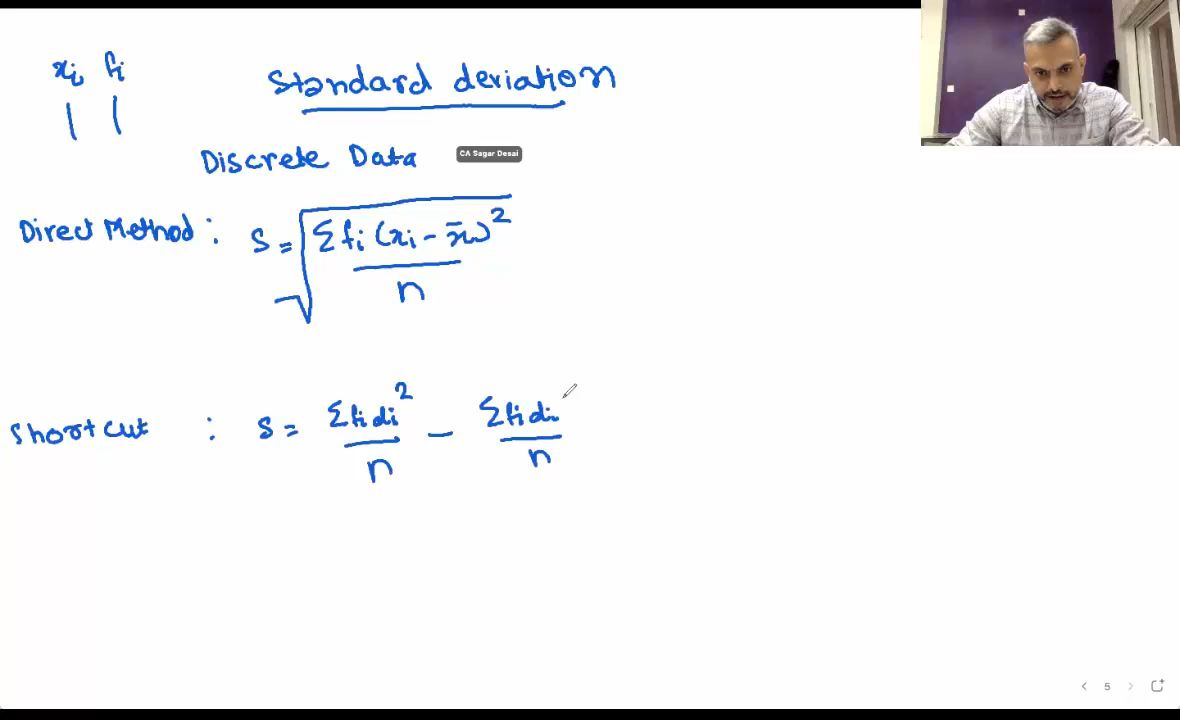 xi fi
Standard deviation
Discrete Data
CA Sagar Desai
Direct Method : S = √(Σfi(xi - x̄)² / n)
Shortcut : S = Σfidi² / n - Σfidi / n
5